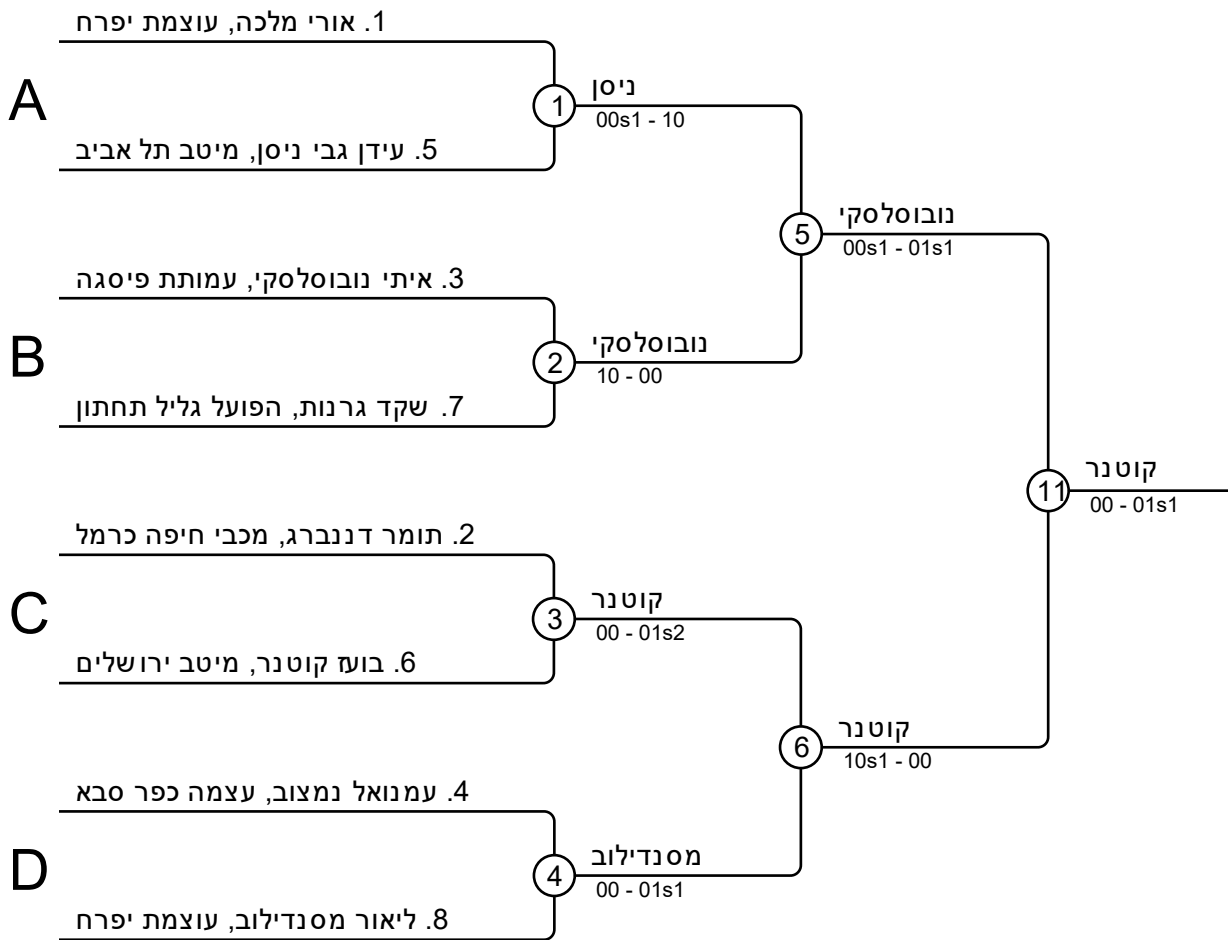 1. אורי מלכה, עוצמת יפרח
A
1
ניסן
00s1 - 10
5. עידן גבי ניסן, מיטב תל אביב
5
נובוסלסקי
00s1 - 01s1
3. איתי נובוסלסקי, עמותת פיסגה
B
2
נובוסלסקי
10 - 00
7. שקד גרנות, הפועל גליל תחתון
11
קוטנר
00 - 01s1
2. תומר דננברג, מכבי חיפה כרמל
C
3
קוטנר
00 - 01s2
6. בועז קוטנר, מיטב ירושלים
6
קוטנר
10s1 - 00
4. עמנואל נמצוב, עצמה כפר סבא
D
4
מסנדילוב
00 - 01s1
8. ליאור מסנדילוב, עוצמת יפרח